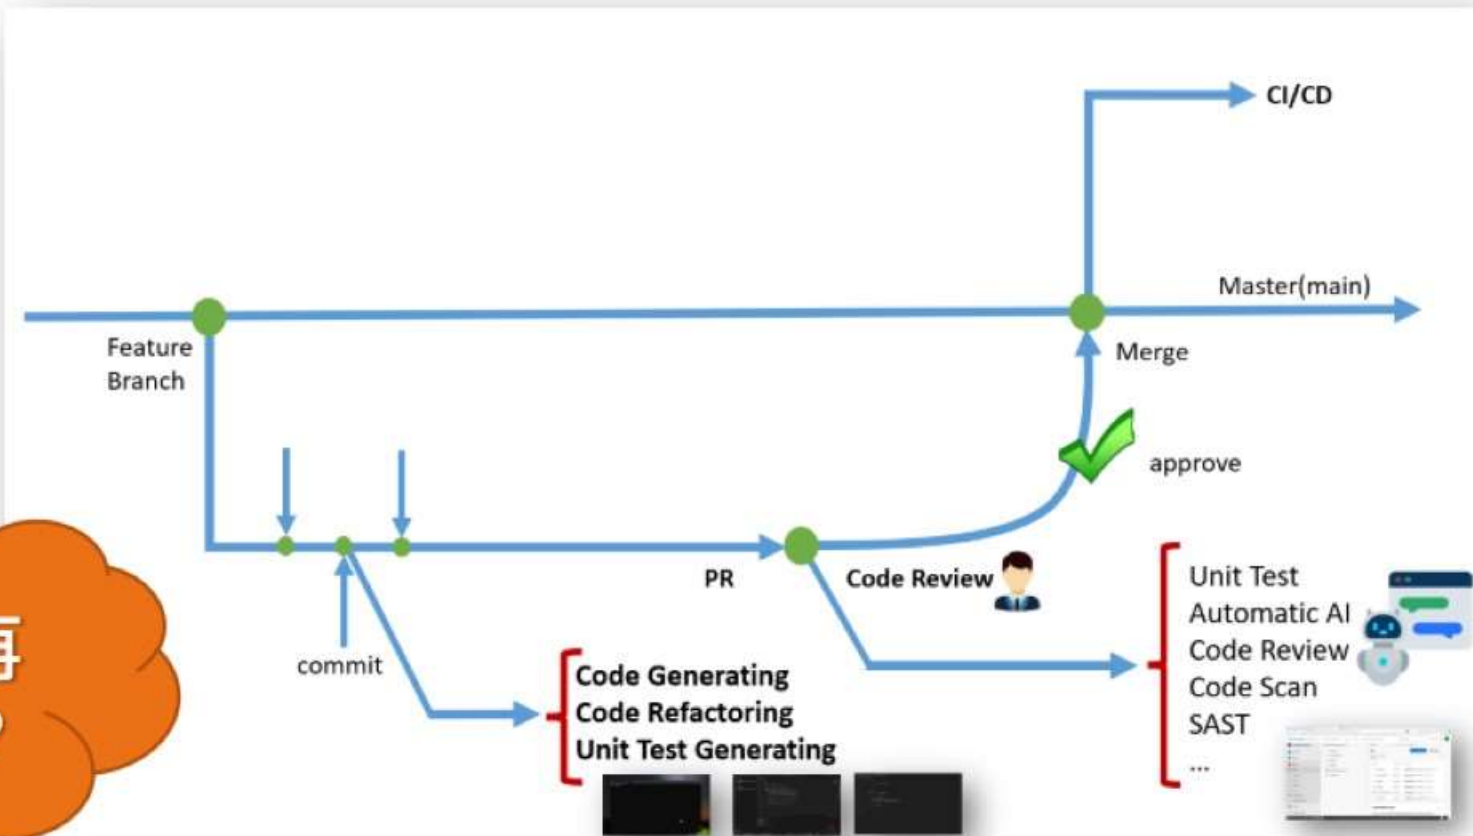 CI/CD
Master(main)
Feature
Branch
Merge
approve
PR
Code Review
commit
Code Generating
Code Refactoring
Unit Test Generating
Unit Test
Automatic AI
Code Review
Code Scan
SAST
...